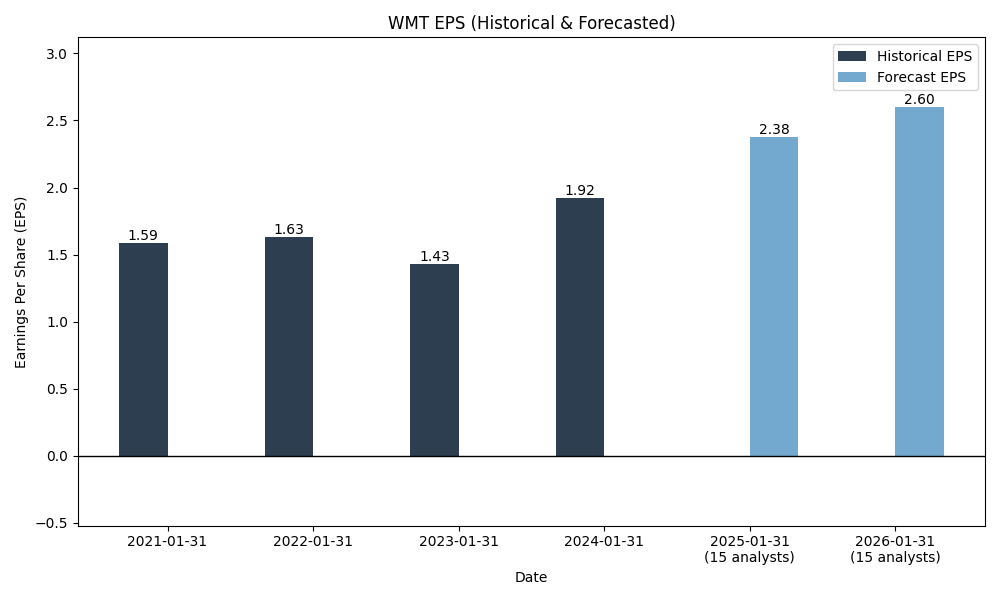 WMT EPS (Historical & Forecasted)
Historical EPS
Forecast EPS
Earnings Per Share (EPS)
3.0
2.5
2.0
1.5
1.0
0.5
0.0
−0.5
1.59
1.63
1.43
1.92
2.38
2.60
2021-01-31
2022-01-31
2023-01-31
2024-01-31
2025-01-31
(15 analysts)
2026-01-31
(15 analysts)
Date